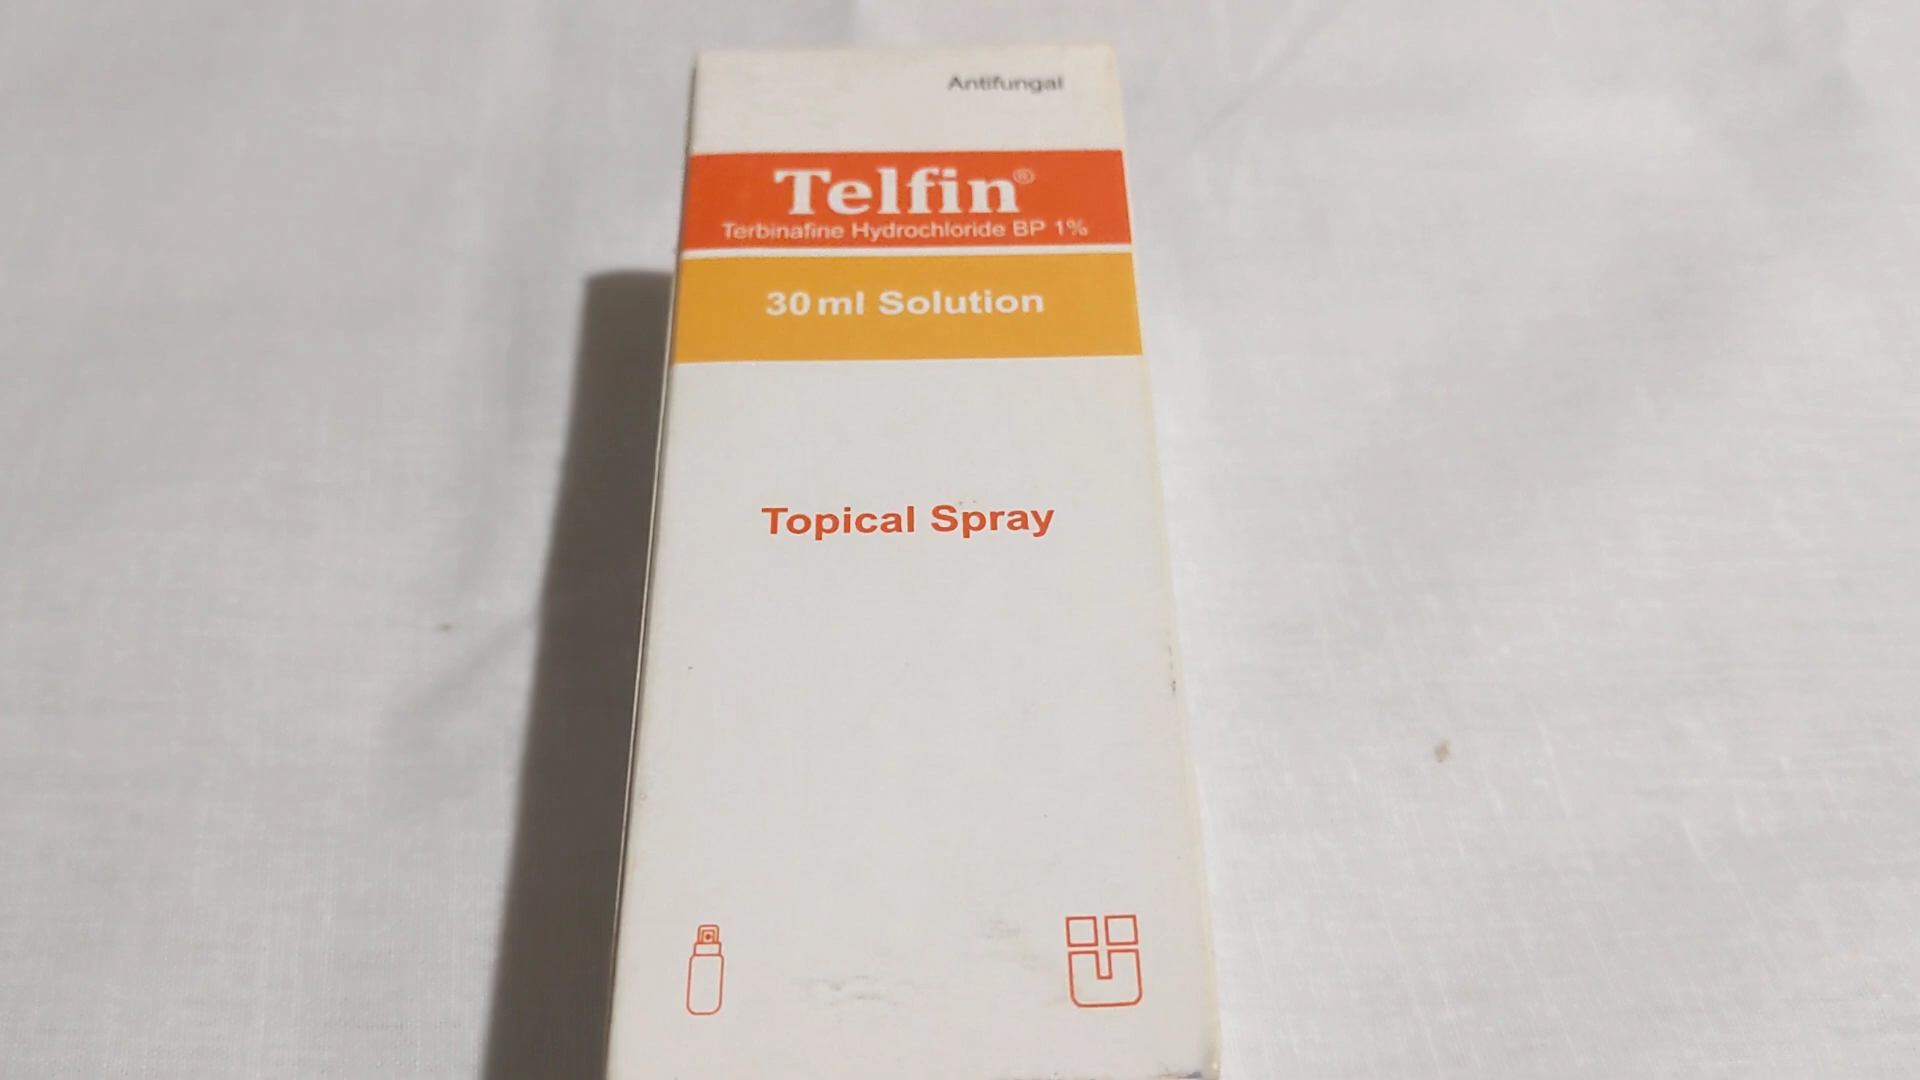 Antifungal
Telfin®
Terbinafine Hydrochloride BP 1%
30 ml Solution
Topical Spray